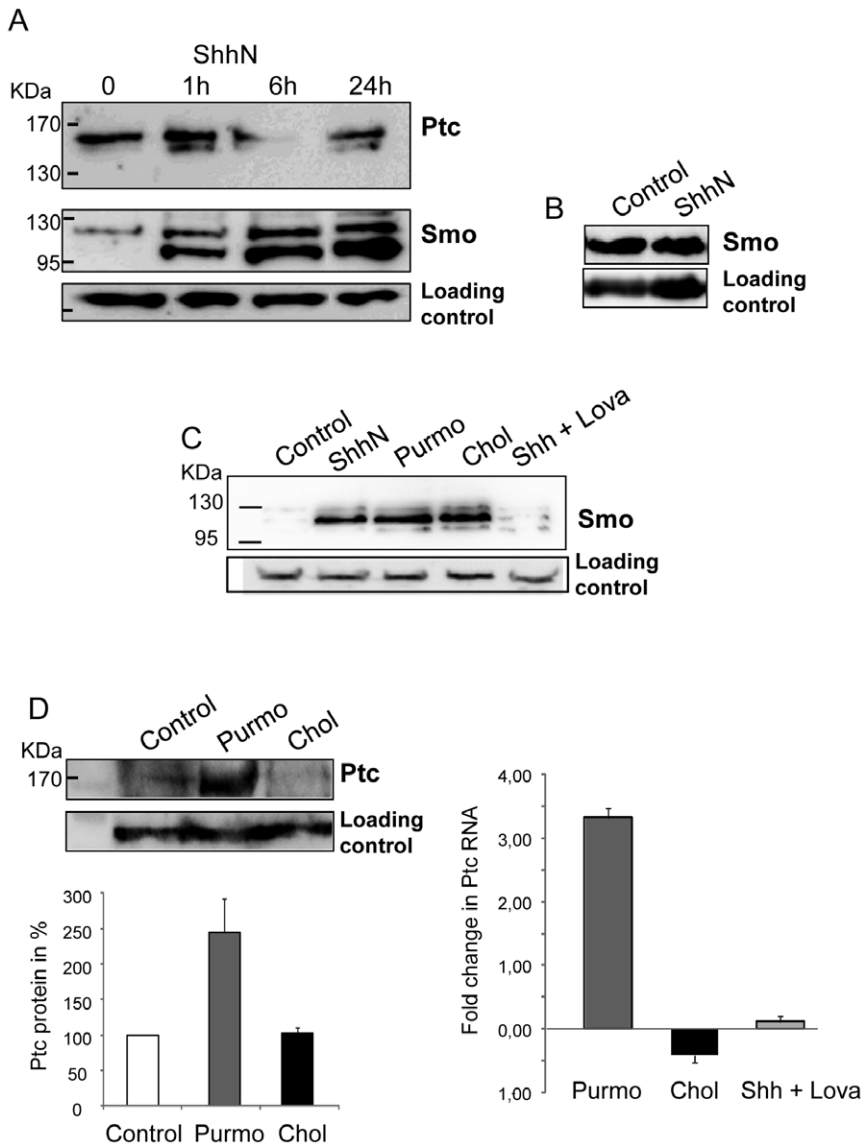 A
ShhN
KDa 0 1h 6h 24h
170
130
Ptc
130
95
Smo
Loading
control
B
Control ShhN
Smo
Loading
control
C
KDa
Control ShhN Purmo Chol Shh + Lova
130
95
Smo
Loading
control
D
KDa
Control Purmo Chol
170
Ptc
Loading
control
Ptc protein in %
300
250
200
150
100
50
0
Control Purmo Chol
Fold change in Ptc RNA
4,00
3,00
2,00
1,00
0,00
1,00
Purmo Chol Shh + Lova